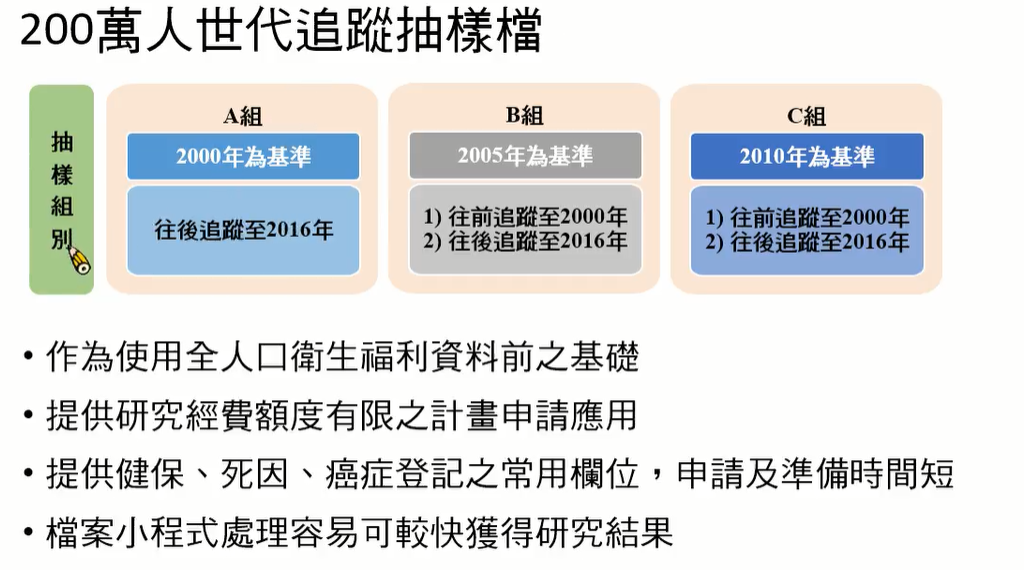 200萬人世代追蹤抽樣檔
抽樣組別
A組
2000年為基準
往後追蹤至2016年
B組
2005年為基準
1) 往前追蹤至2000年
2) 往後追蹤至2016年
C組
2010年為基準
1) 往前追蹤至2000年
2) 往後追蹤至2016年
• 作為使用全人口衛生福利資料前之基礎
• 提供研究經費額度有限之計畫申請應用
• 提供健保、死因、癌症登記之常用欄位，申請及準備時間短
• 檔案小程式處理容易可較快獲得研究結果